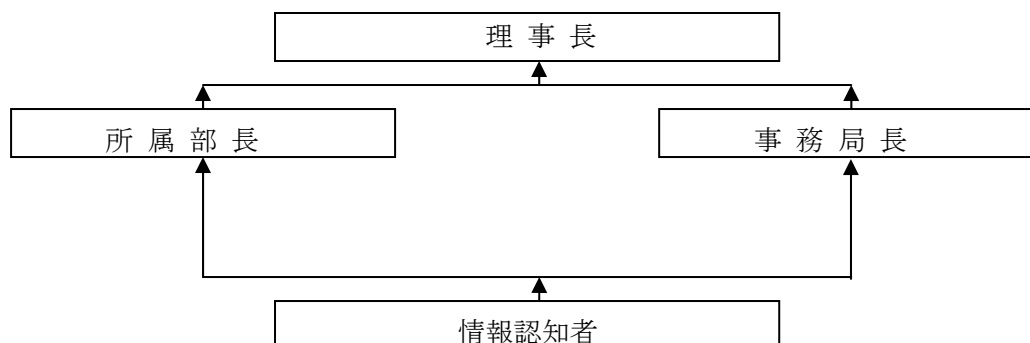 理 事 長
所 属 部 長
事 務 局 長
情報認知者